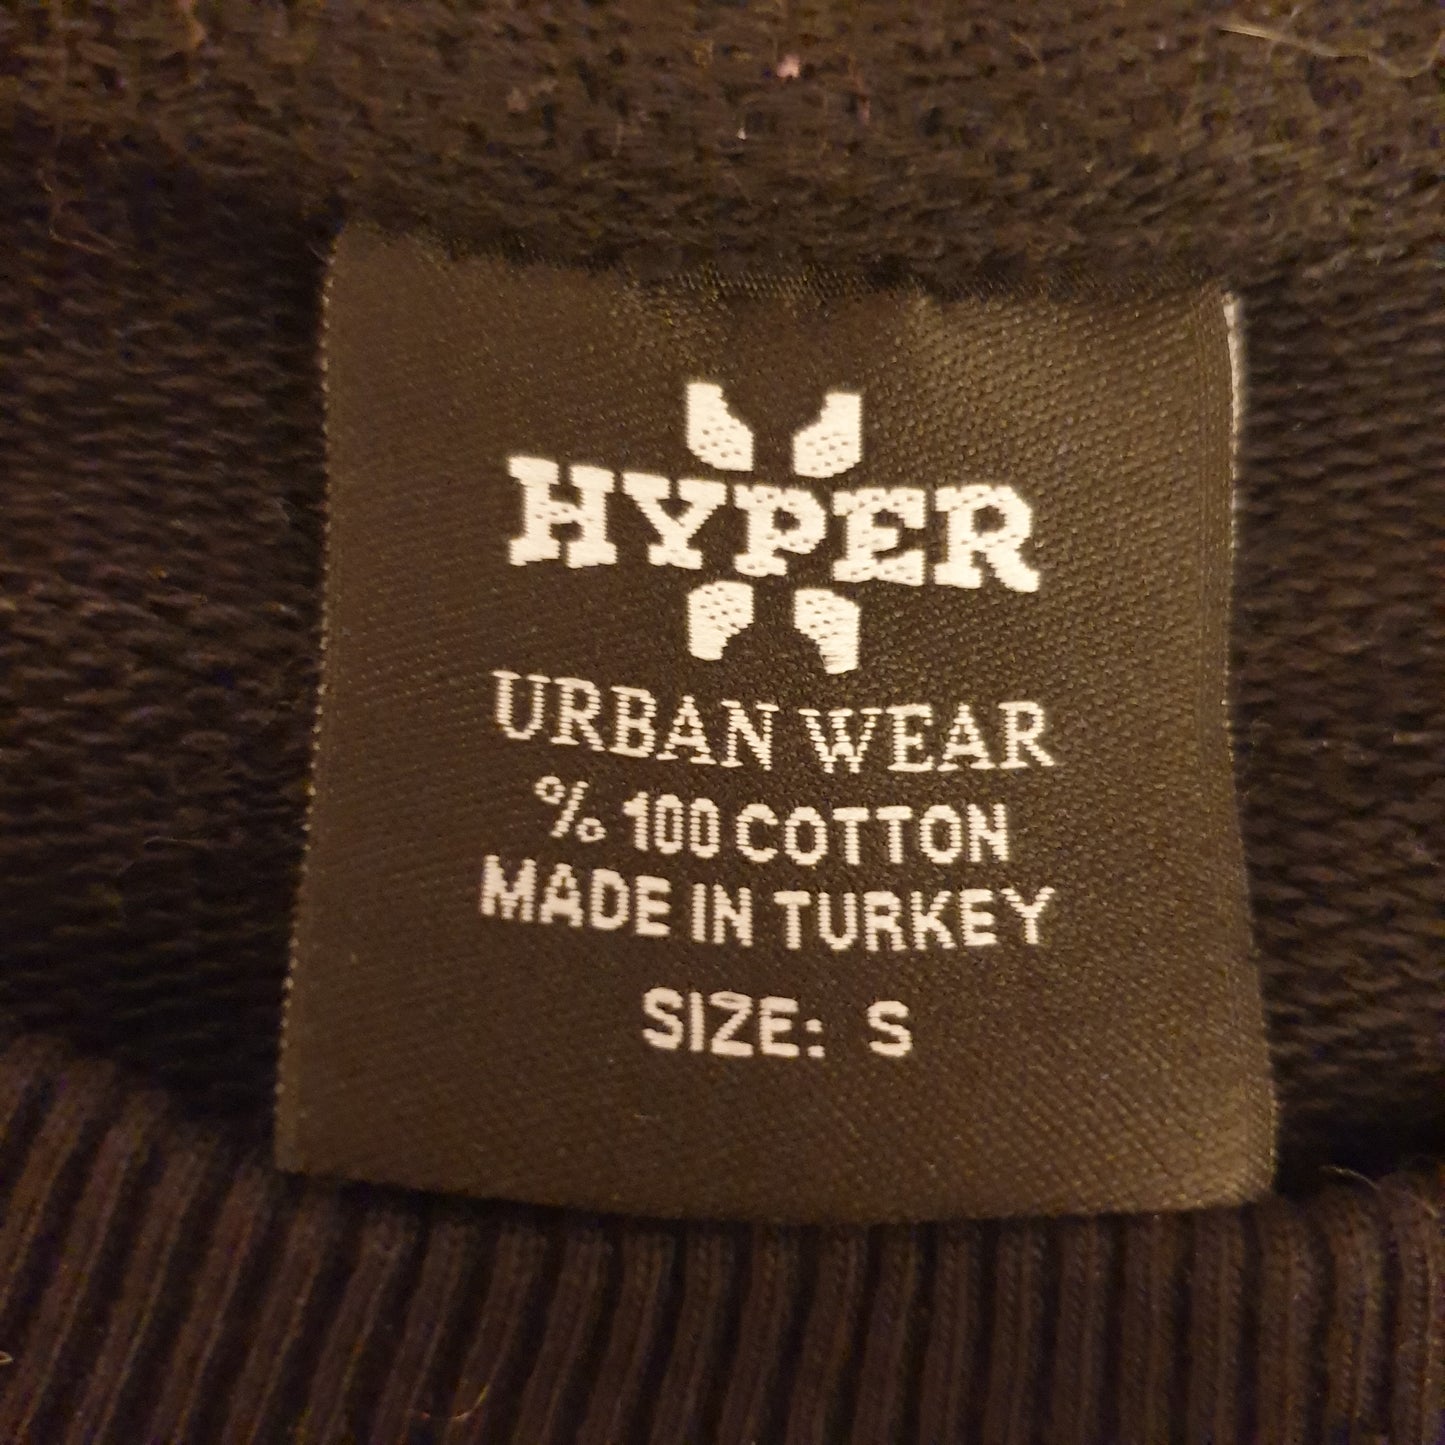 HYPER
URBAN WEAR
% 100 COTTON
MADE IN TURKEY
SIZE: S